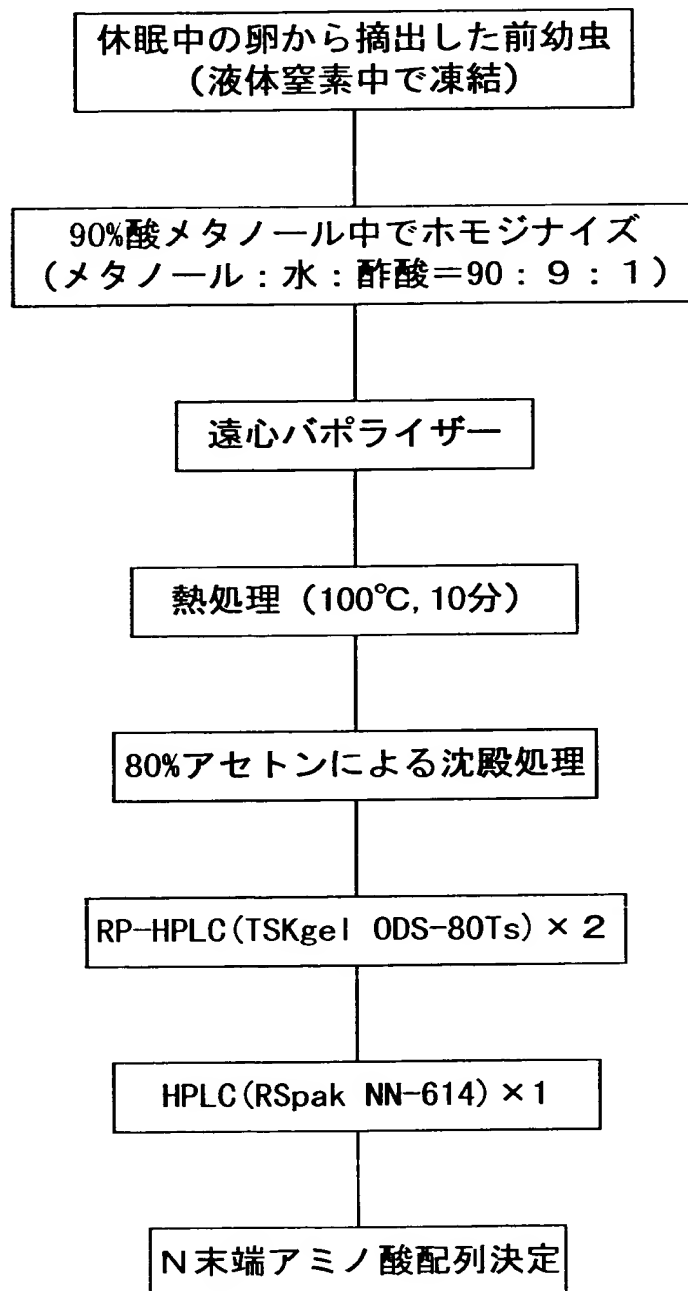 休眠中の卵から摘出した前幼虫
(液体窒素中で凍結)
90%酸メタノール中でホモジナイズ
(メタノール：水：酢酸＝90：９：１)
遠心バポライザー
熱処理 (100℃, 10分)
80%アセトンによる沈殿処理
RP-HPLC(TSKgel ODS-80Ts)×２
HPLC(RSpak NN-614)×1
Ｎ末端アミノ酸配列決定